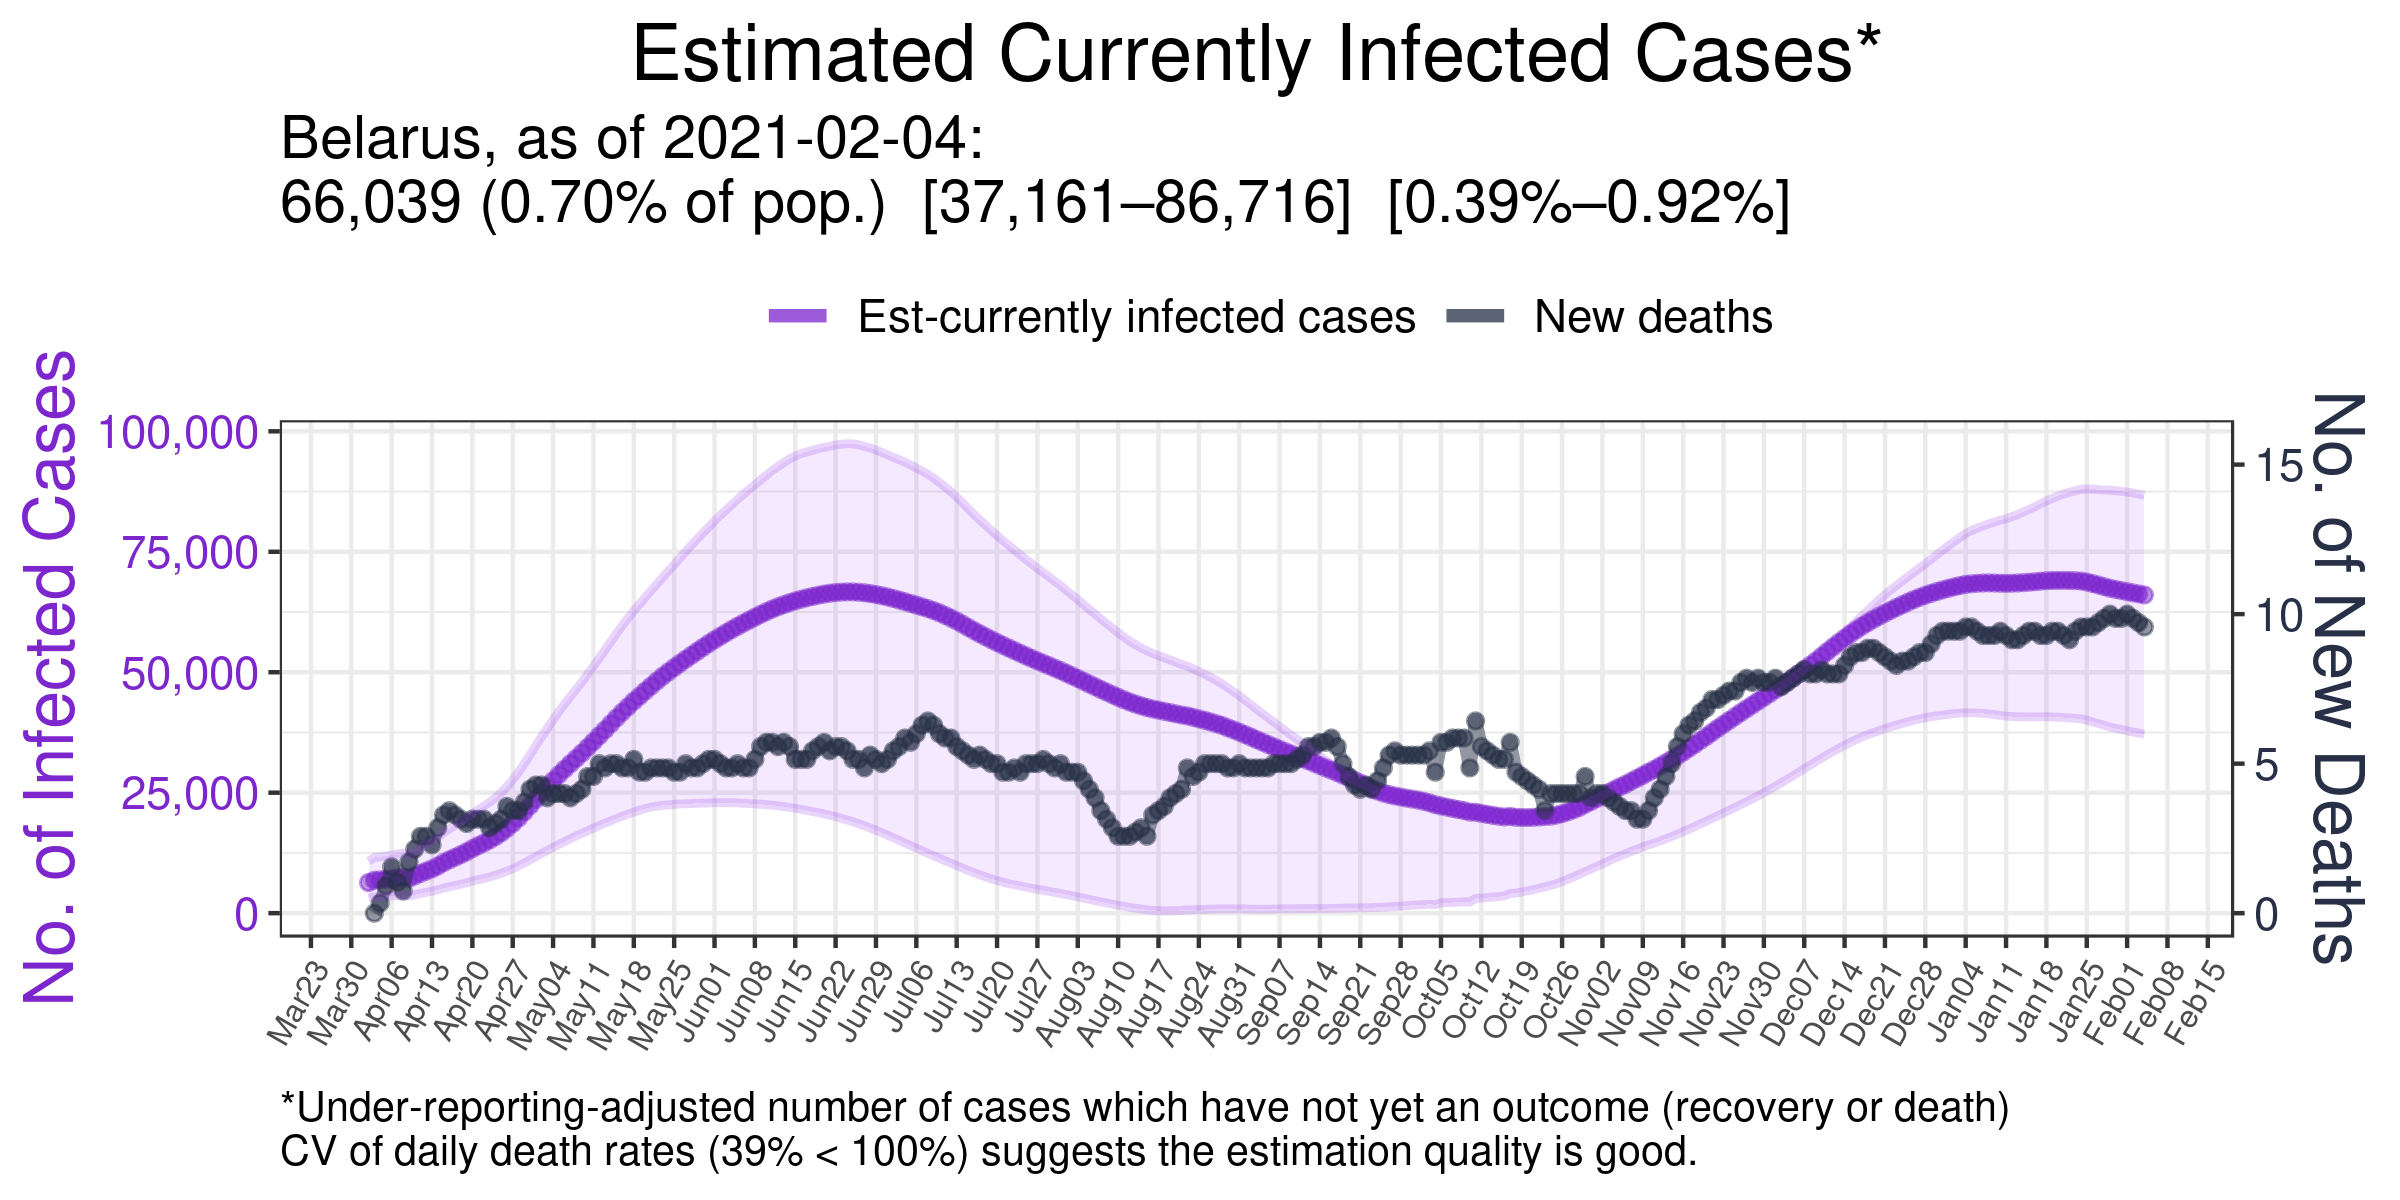 Estimated Currently Infected Cases*
Belarus, as of 2021-02-04:
66,039 (0.70% of pop.)  [37,161–86,716]  [0.39%–0.92%]
Est-currently infected cases
New deaths
No. of Infected Cases
100,000
75,000
50,000
25,000
0
15
10
5
0
No. of New Deaths
Mar23
Mar30
Apr06
Apr13
Apr20
Apr27
May04
May11
May18
May25
Jun01
Jun08
Jun15
Jun22
Jun29
Jul06
Jul13
Jul20
Jul27
Aug03
Aug10
Aug17
Aug24
Aug31
Sep07
Sep14
Sep21
Sep28
Oct05
Oct12
Oct19
Oct26
Nov02
Nov09
Nov16
Nov23
Nov30
Dec07
Dec14
Dec21
Dec28
Jan04
Jan11
Jan18
Jan25
Feb01
Feb08
Feb15
*Under-reporting-adjusted number of cases which have not yet an outcome (recovery or death)
CV of daily death rates (39% < 100%) suggests the estimation quality is good.